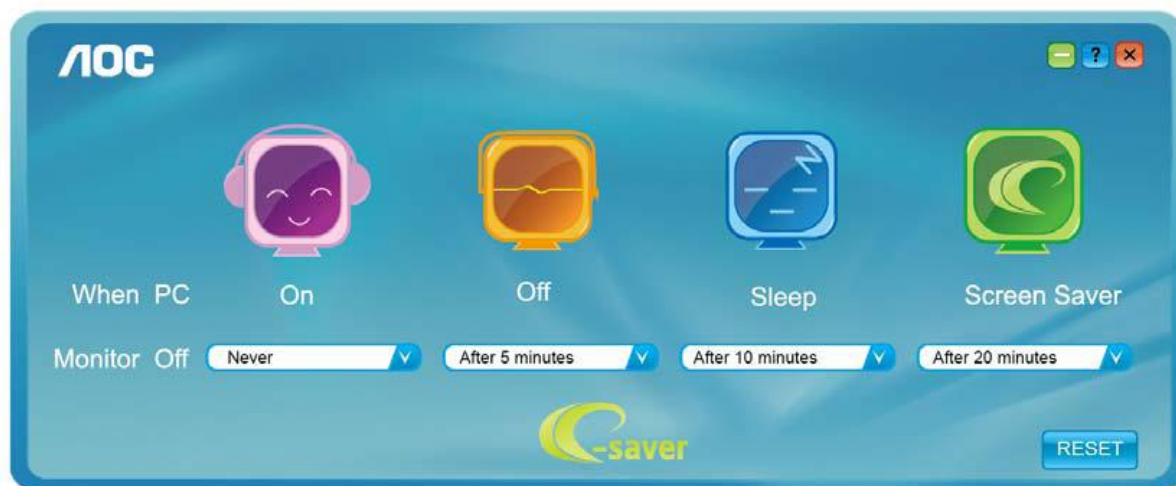 AOC
?
When PC On Off Sleep Screen Saver
Monitor Off Never After 5 minutes After 10 minutes After 20 minutes
e-saver
RESET